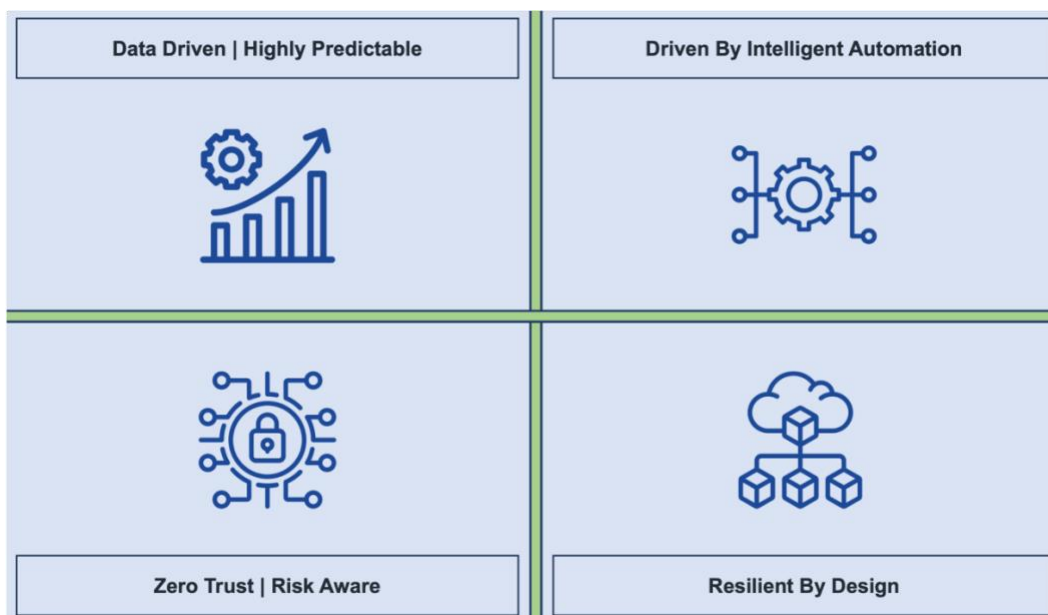 Data Driven | Highly Predictable
Driven By Intelligent Automation
Zero Trust | Risk Aware
Resilient By Design